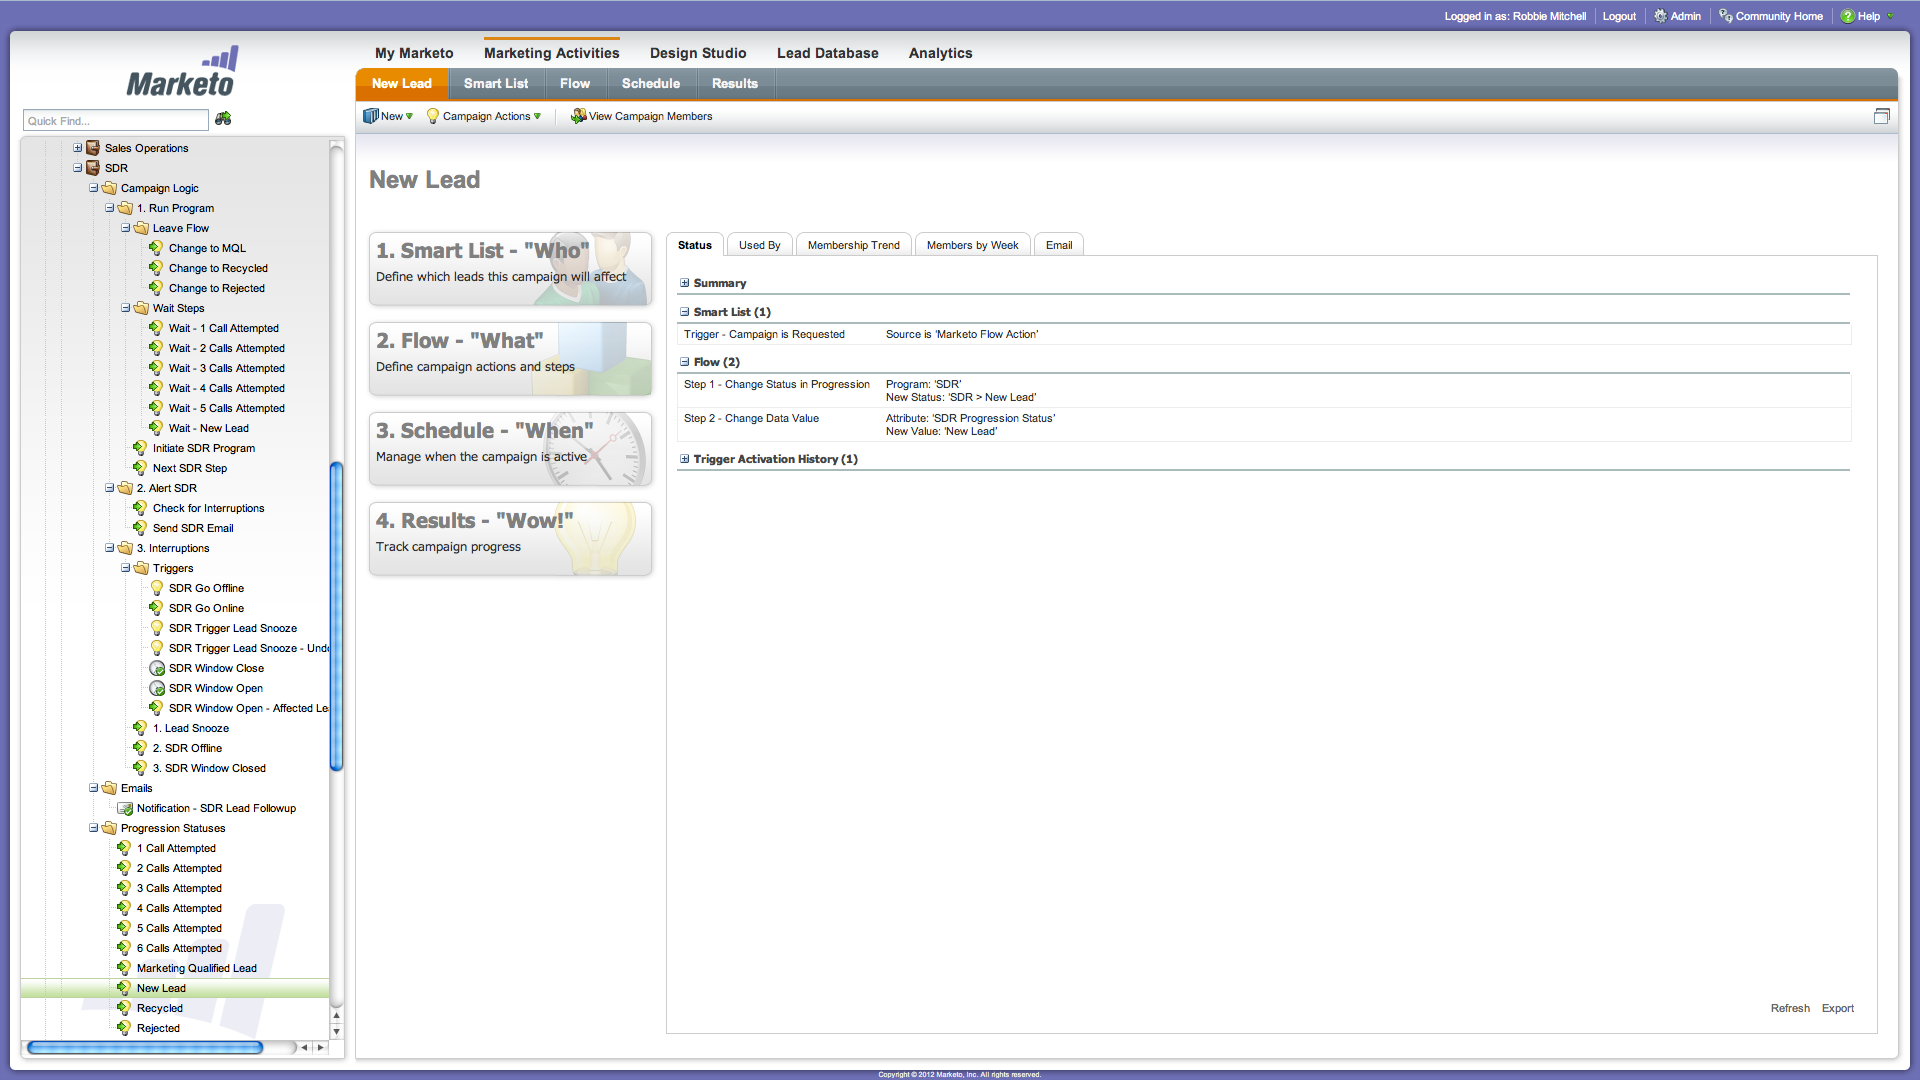 Logged in as: Robbie Mitchell
Logout
Admin
Community Home
Help
Marketo
My Marketo
Marketing Activities
Design Studio
Lead Database
Analytics
New Lead
Smart List
Flow
Schedule
Results
Quick Find...
New
Campaign Actions
View Campaign Members
Sales Operations
SDR
Campaign Logic
1. Run Program
Leave Flow
Change to MQL
Change to Recycled
Change to Rejected
Wait Steps
Wait - 1 Call Attempted
Wait - 2 Calls Attempted
Wait - 3 Calls Attempted
Wait - 4 Calls Attempted
Wait - 5 Calls Attempted
Wait - New Lead
Initiate SDR Program
Next SDR Step
2. Alert SDR
Check for Interruptions
Send SDR Email
3. Interruptions
Triggers
SDR Go Offline
SDR Go Online
SDR Trigger Lead Snooze
SDR Trigger Lead Snooze - Undo
SDR Window Close
SDR Window Open
SDR Window Open - Affected Le
1. Lead Snooze
2. SDR Offline
3. SDR Window Closed
Emails
Notification - SDR Lead Followup
Progression Statuses
1 Call Attempted
2 Calls Attempted
3 Calls Attempted
4 Calls Attempted
5 Calls Attempted
6 Calls Attempted
Marketing Qualified Lead
New Lead
Recycled
Rejected
New Lead
1. Smart List - "Who"
Define which leads this campaign will affect
2. Flow - "What"
Define campaign actions and steps
3. Schedule - "When"
Manage when the campaign is active
4. Results - "Wow!"
Track campaign progress
Status
Used By
Membership Trend
Members by Week
Email
Summary
Smart List (1)
Trigger - Campaign is Requested
Source is 'Marketo Flow Action'
Flow (2)
Step 1 - Change Status in Progression
Program: 'SDR'
New Status: 'SDR > New Lead'
Step 2 - Change Data Value
Attribute: 'SDR Progression Status'
New Value: 'New Lead'
Trigger Activation History (1)
Refresh
Export
Copyright © 2012 Marketo, Inc. All rights reserved.